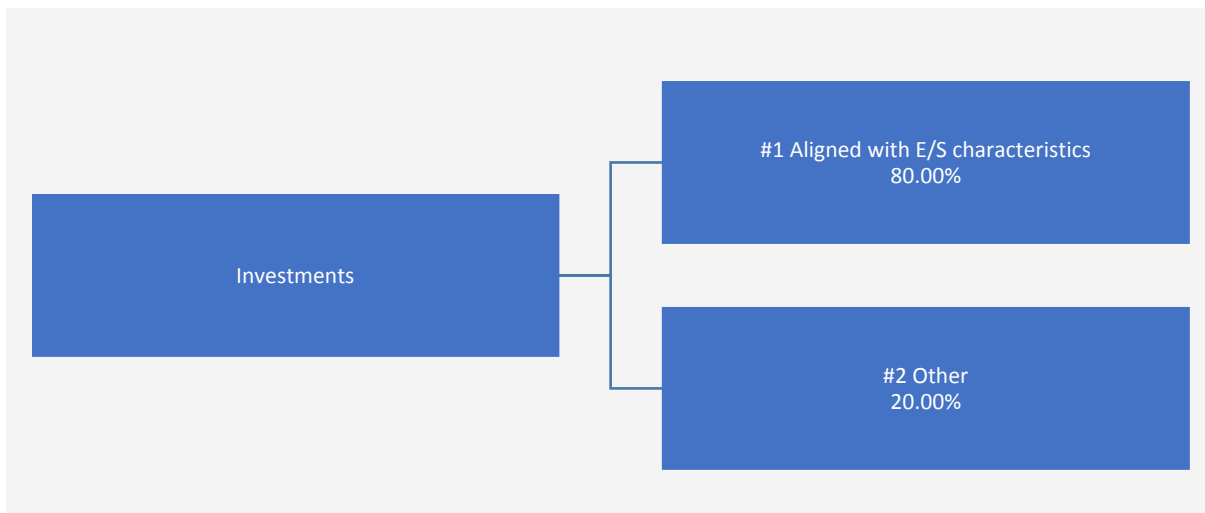 Investments
#1 Aligned with E/S characteristics
80.00%
#2 Other
20.00%